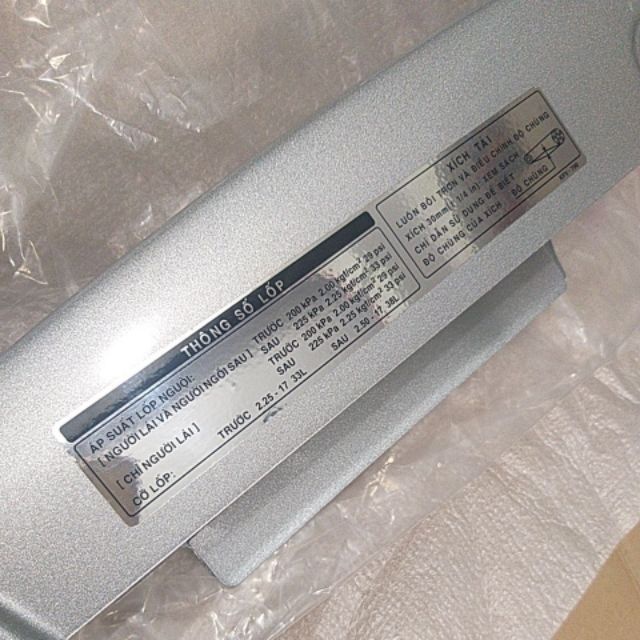 THÔNG SỐ LỐP
ÁP SUẤT LỐP NGUỘI:
[ NGƯỜI LÁI VÀ NGƯỜI NGỒI SAU ] TRƯỚC 200 kPa 2.00 kgf/cm² 29 psi
SAU 225 kPa 2.25 kgf/cm² 33 psi
[ CHỈ NGƯỜI LÁI ] TRƯỚC 200 kPa 2.00 kgf/cm² 29 psi
SAU 225 kPa 2.25 kgf/cm² 33 psi
CỠ LỐP: TRƯỚC 2.25 - 17 33L SAU 2.50 - 38L
XÍCH TẢI
LUÔN BÔI TRƠN VÀ ĐIỀU CHỈNH ĐỘ CHÙNG
XÍCH 30mm XEM SÁCH
CHỈ DẪN SỬ DỤNG ĐỂ BIẾT
ĐỘ CHÙNG CỦA XÍCH
ĐỘ CHÙNG